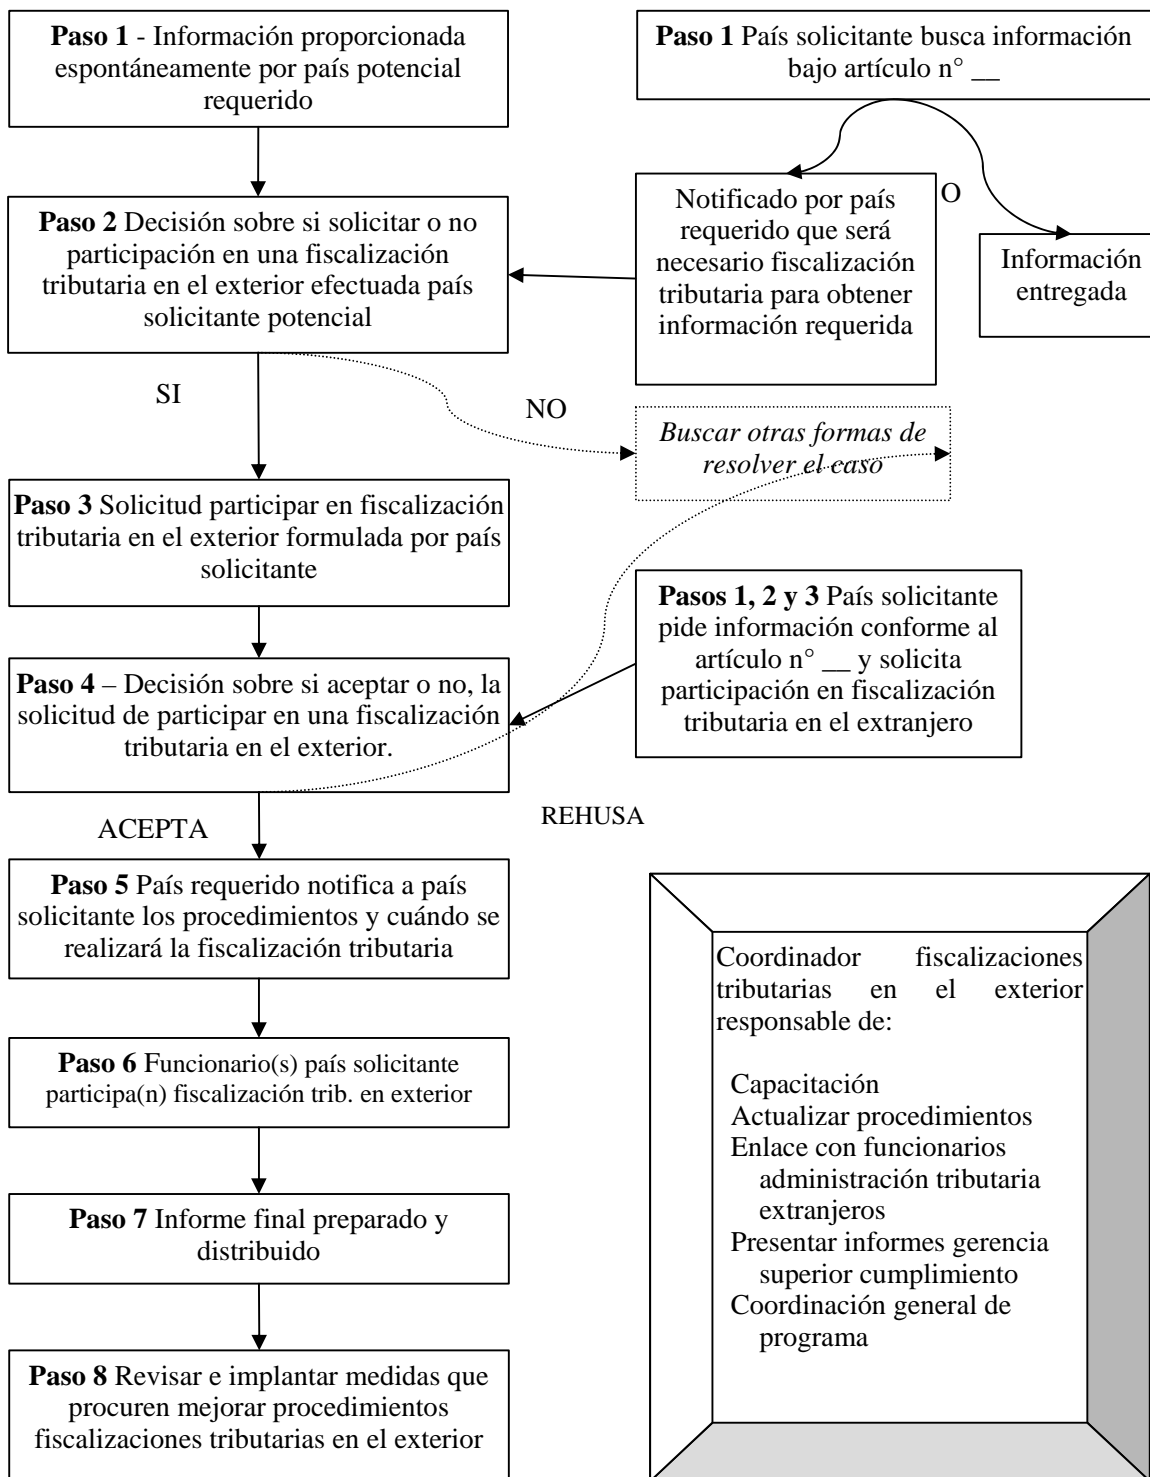 Paso 1 - Información proporcionada
espontáneamente por país potencial
requerido
Paso 1 País solicitante busca información
bajo artículo n° __
Notificado por país
requerido que será
necesario fiscalización
tributaria para obtener
información requerida
O
Información
entregada
Paso 2 Decisión sobre si solicitar o no
participación en una fiscalización
tributaria en el exterior efectuada país
solicitante potencial
SI
NO
Buscar otras formas de
resolver el caso
Paso 3 Solicitud participar en fiscalización
tributaria en el exterior formulada por país
solicitante
Pasos 1, 2 y 3 País solicitante
pide información conforme al
artículo n° __ y solicita
participación en fiscalización
tributaria en el extranjero
Paso 4 – Decisión sobre si aceptar o no, la
solicitud de participar en una fiscalización
tributaria en el exterior.
ACEPTA
REHUSA
Paso 5 País requerido notifica a país
solicitante los procedimientos y cuándo se
realizará la fiscalización tributaria
Paso 6 Funcionario(s) país solicitante
participa(n) fiscalización trib. en exterior
Paso 7 Informe final preparado y
distribuido
Paso 8 Revisar e implantar medidas que
procuren mejorar procedimientos
fiscalizaciones tributarias en el exterior
Coordinador fiscalizaciones
tributarias en el exterior
responsable de:
Capacitación
Actualizar procedimientos
Enlace con funcionarios
administración tributaria
extranjeros
Presentar informes gerencia
superior cumplimiento
Coordinación general de
programa